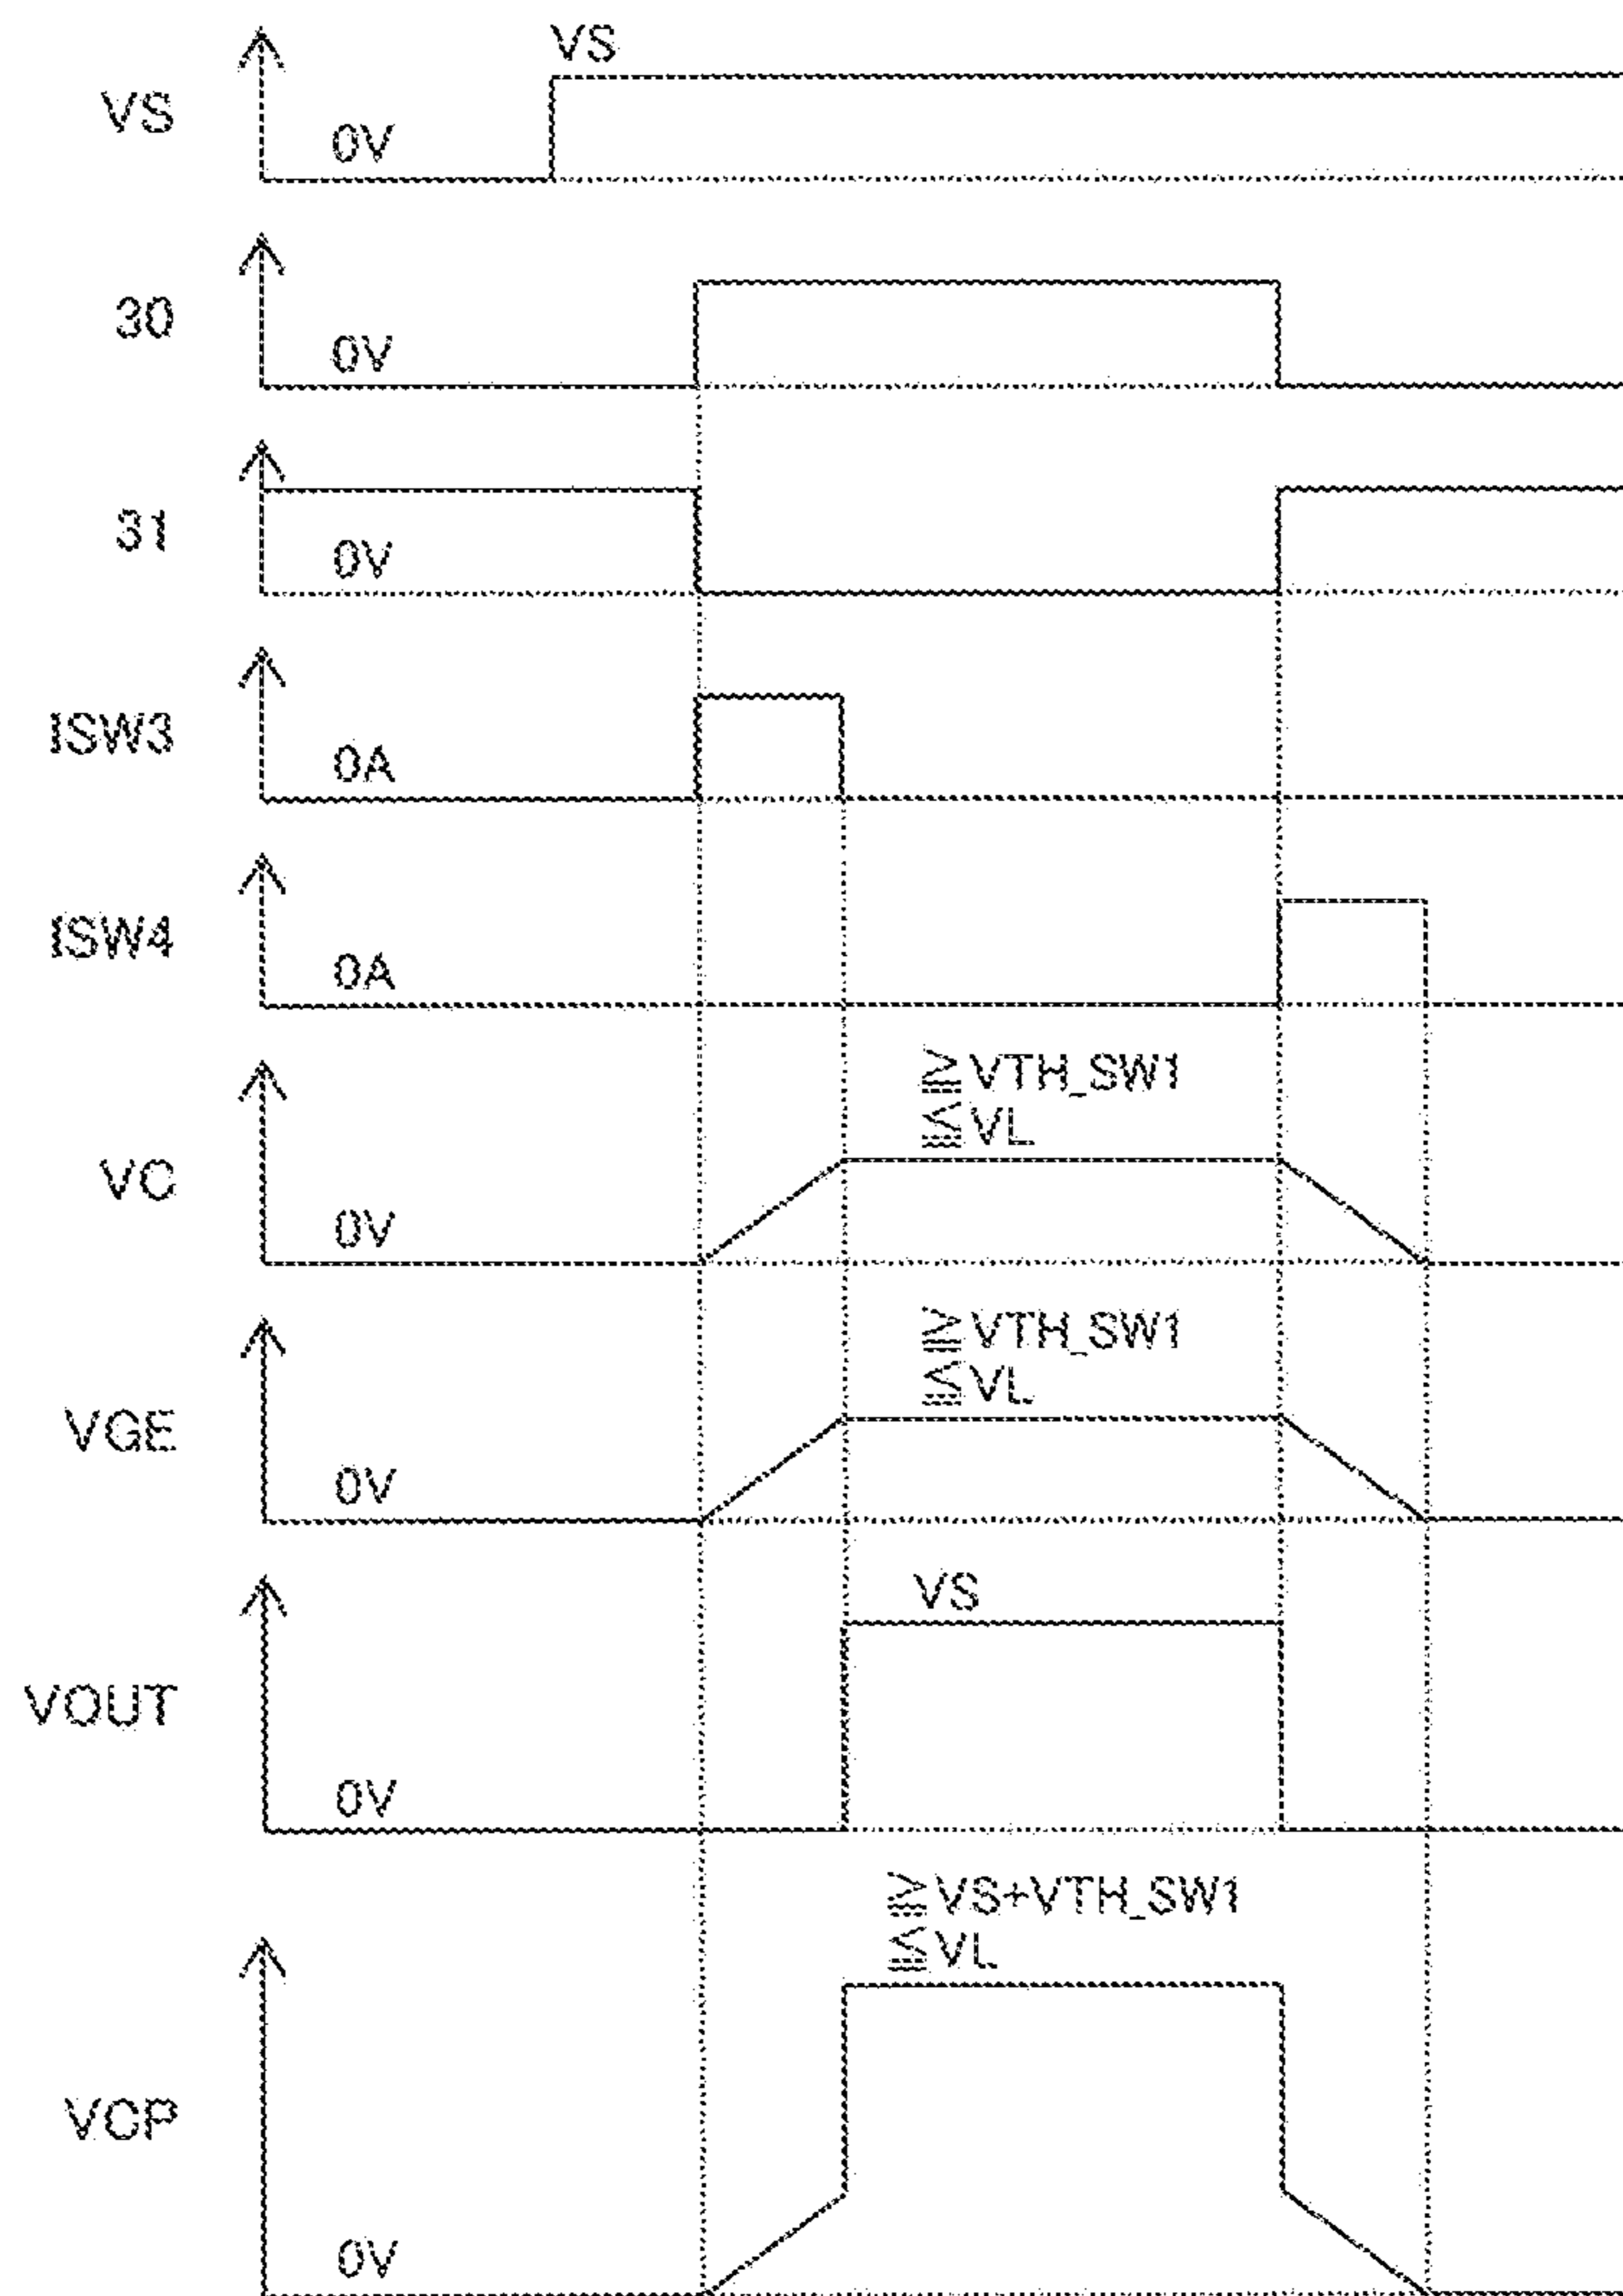 VS
VS
0V
30
0V
31
0V
ISW3
0A
ISW4
0A
≧VTH_SW1
≦VL
VC
0V
≧VTH_SW1
≦VL
VGE
0V
VS
VOUT
0V
≧VS+VTH_SW1
≦VL
VCP
0V